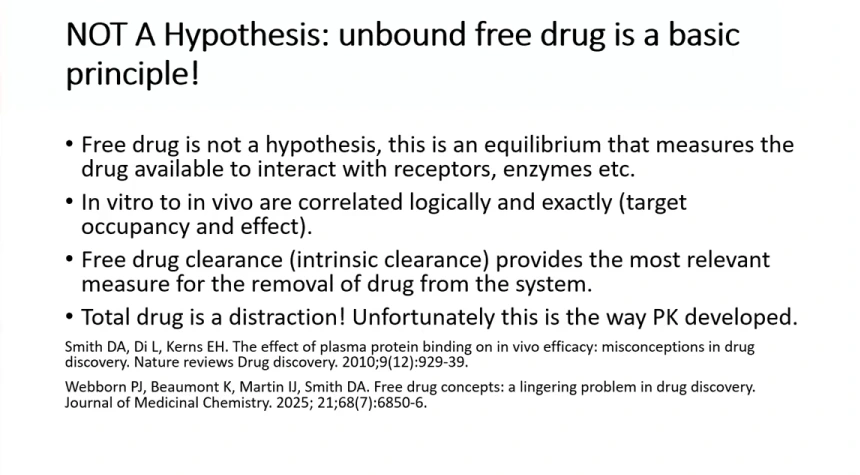 NOT A Hypothesis: unbound free drug is a basic
principle!
• Free drug is not a hypothesis, this is an equilibrium that measures the
drug available to interact with receptors, enzymes etc.
• In vitro to in vivo are correlated logically and exactly (target
occupancy and effect).
• Free drug clearance (intrinsic clearance) provides the most relevant
measure for the removal of drug from the system.
• Total drug is a distraction! Unfortunately this is the way PK developed.
Smith DA, Di L, Kerns EH. The effect of plasma protein binding on in vivo efficacy: misconceptions in drug
discovery. Nature reviews Drug discovery. 2010;9(12):929-39.
Webborn PJ, Beaumont K, Martin IJ, Smith DA. Free drug concepts: a lingering problem in drug discovery.
Journal of Medicinal Chemistry. 2025; 21;68(7):6850-6.